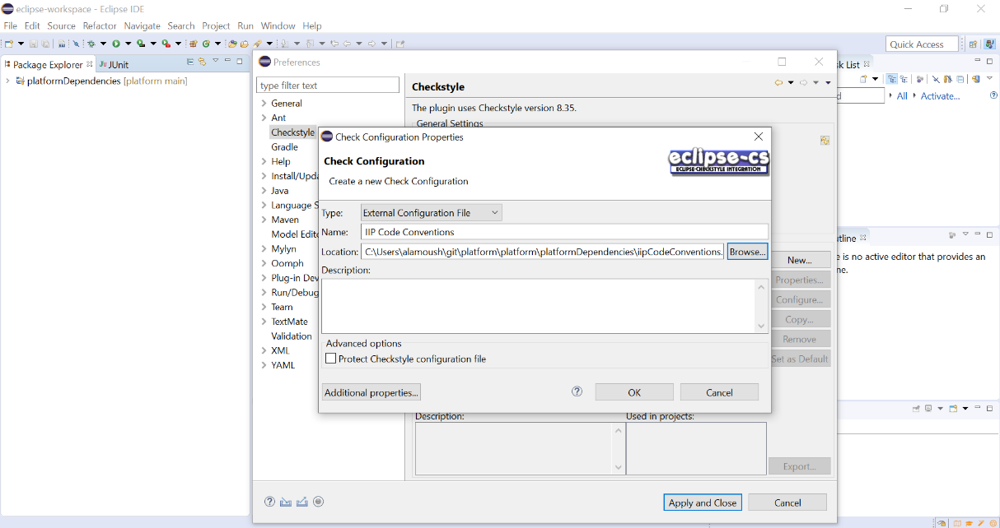 eclipse-workspace - Eclipse IDE
File Edit Source Refactor Navigate Search Project Run Window Help
Quick Access
Package Explorer
JUnit
platformDependencies [platform main]
Preferences
type filter text
General
Ant
Checkstyle
Gradle
Help
Install/Upda
Java
Language S
Maven
Model Edito
Mylyn
Oomph
Plug-in Dev
Run/Debug
Team
TextMate
Validation
XML
YAML
Checkstyle
The plugin uses Checkstyle version 8.35.
General Settings
Check Configuration Properties
Check Configuration
Create a new Check Configuration
eclipse-cs
ECLIPSE-CHECKSTYLE INTEGRATION
Type: External Configuration File
Name: IIP Code Conventions
Location: C:\Users\alamoush\git\platform\platform\platformDependencies\iipCodeConventions. Browse...
Description:
Advanced options
Protect Checkstyle configuration file
Additional properties... OK Cancel
New...
Properties...
Configure...
Copy...
Remove
Set as Default
Description: Used in projects:
Export...
Apply and Close Cancel
sk List
d All Activate...
utline
e is no active editor that provides an
ne.